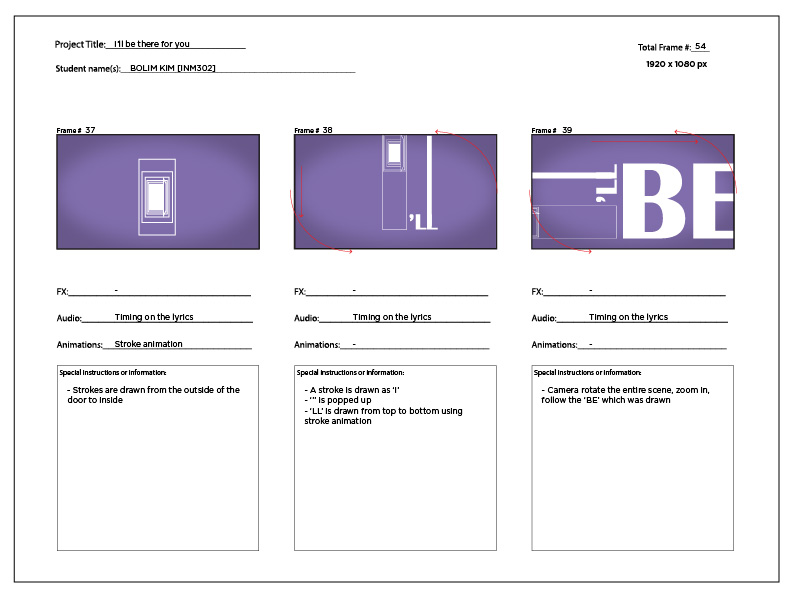 Project Title: I'll be there for you
Total Frame #: 54
Student name(s): BOLIM KIM [INM302]
1920 x 1080 px
Frame # 37
Frame # 38
Frame # 39
'LL
'LL
BE
FX: -
FX: -
FX: -
Audio: Timing on the lyrics
Audio: Timing on the lyrics
Audio: Timing on the lyrics
Animations: Stroke animation
Animations: -
Animations: -
Special instructions or information:
- Strokes are drawn from the outside of the
door to inside
Special instructions or information:
- A stroke is drawn as 'I'
- ''' is popped up
- 'LL' is drawn from top to bottom using
stroke animation
Special instructions or information:
- Camera rotate the entire scene, zoom in,
follow the 'BE' which was drawn